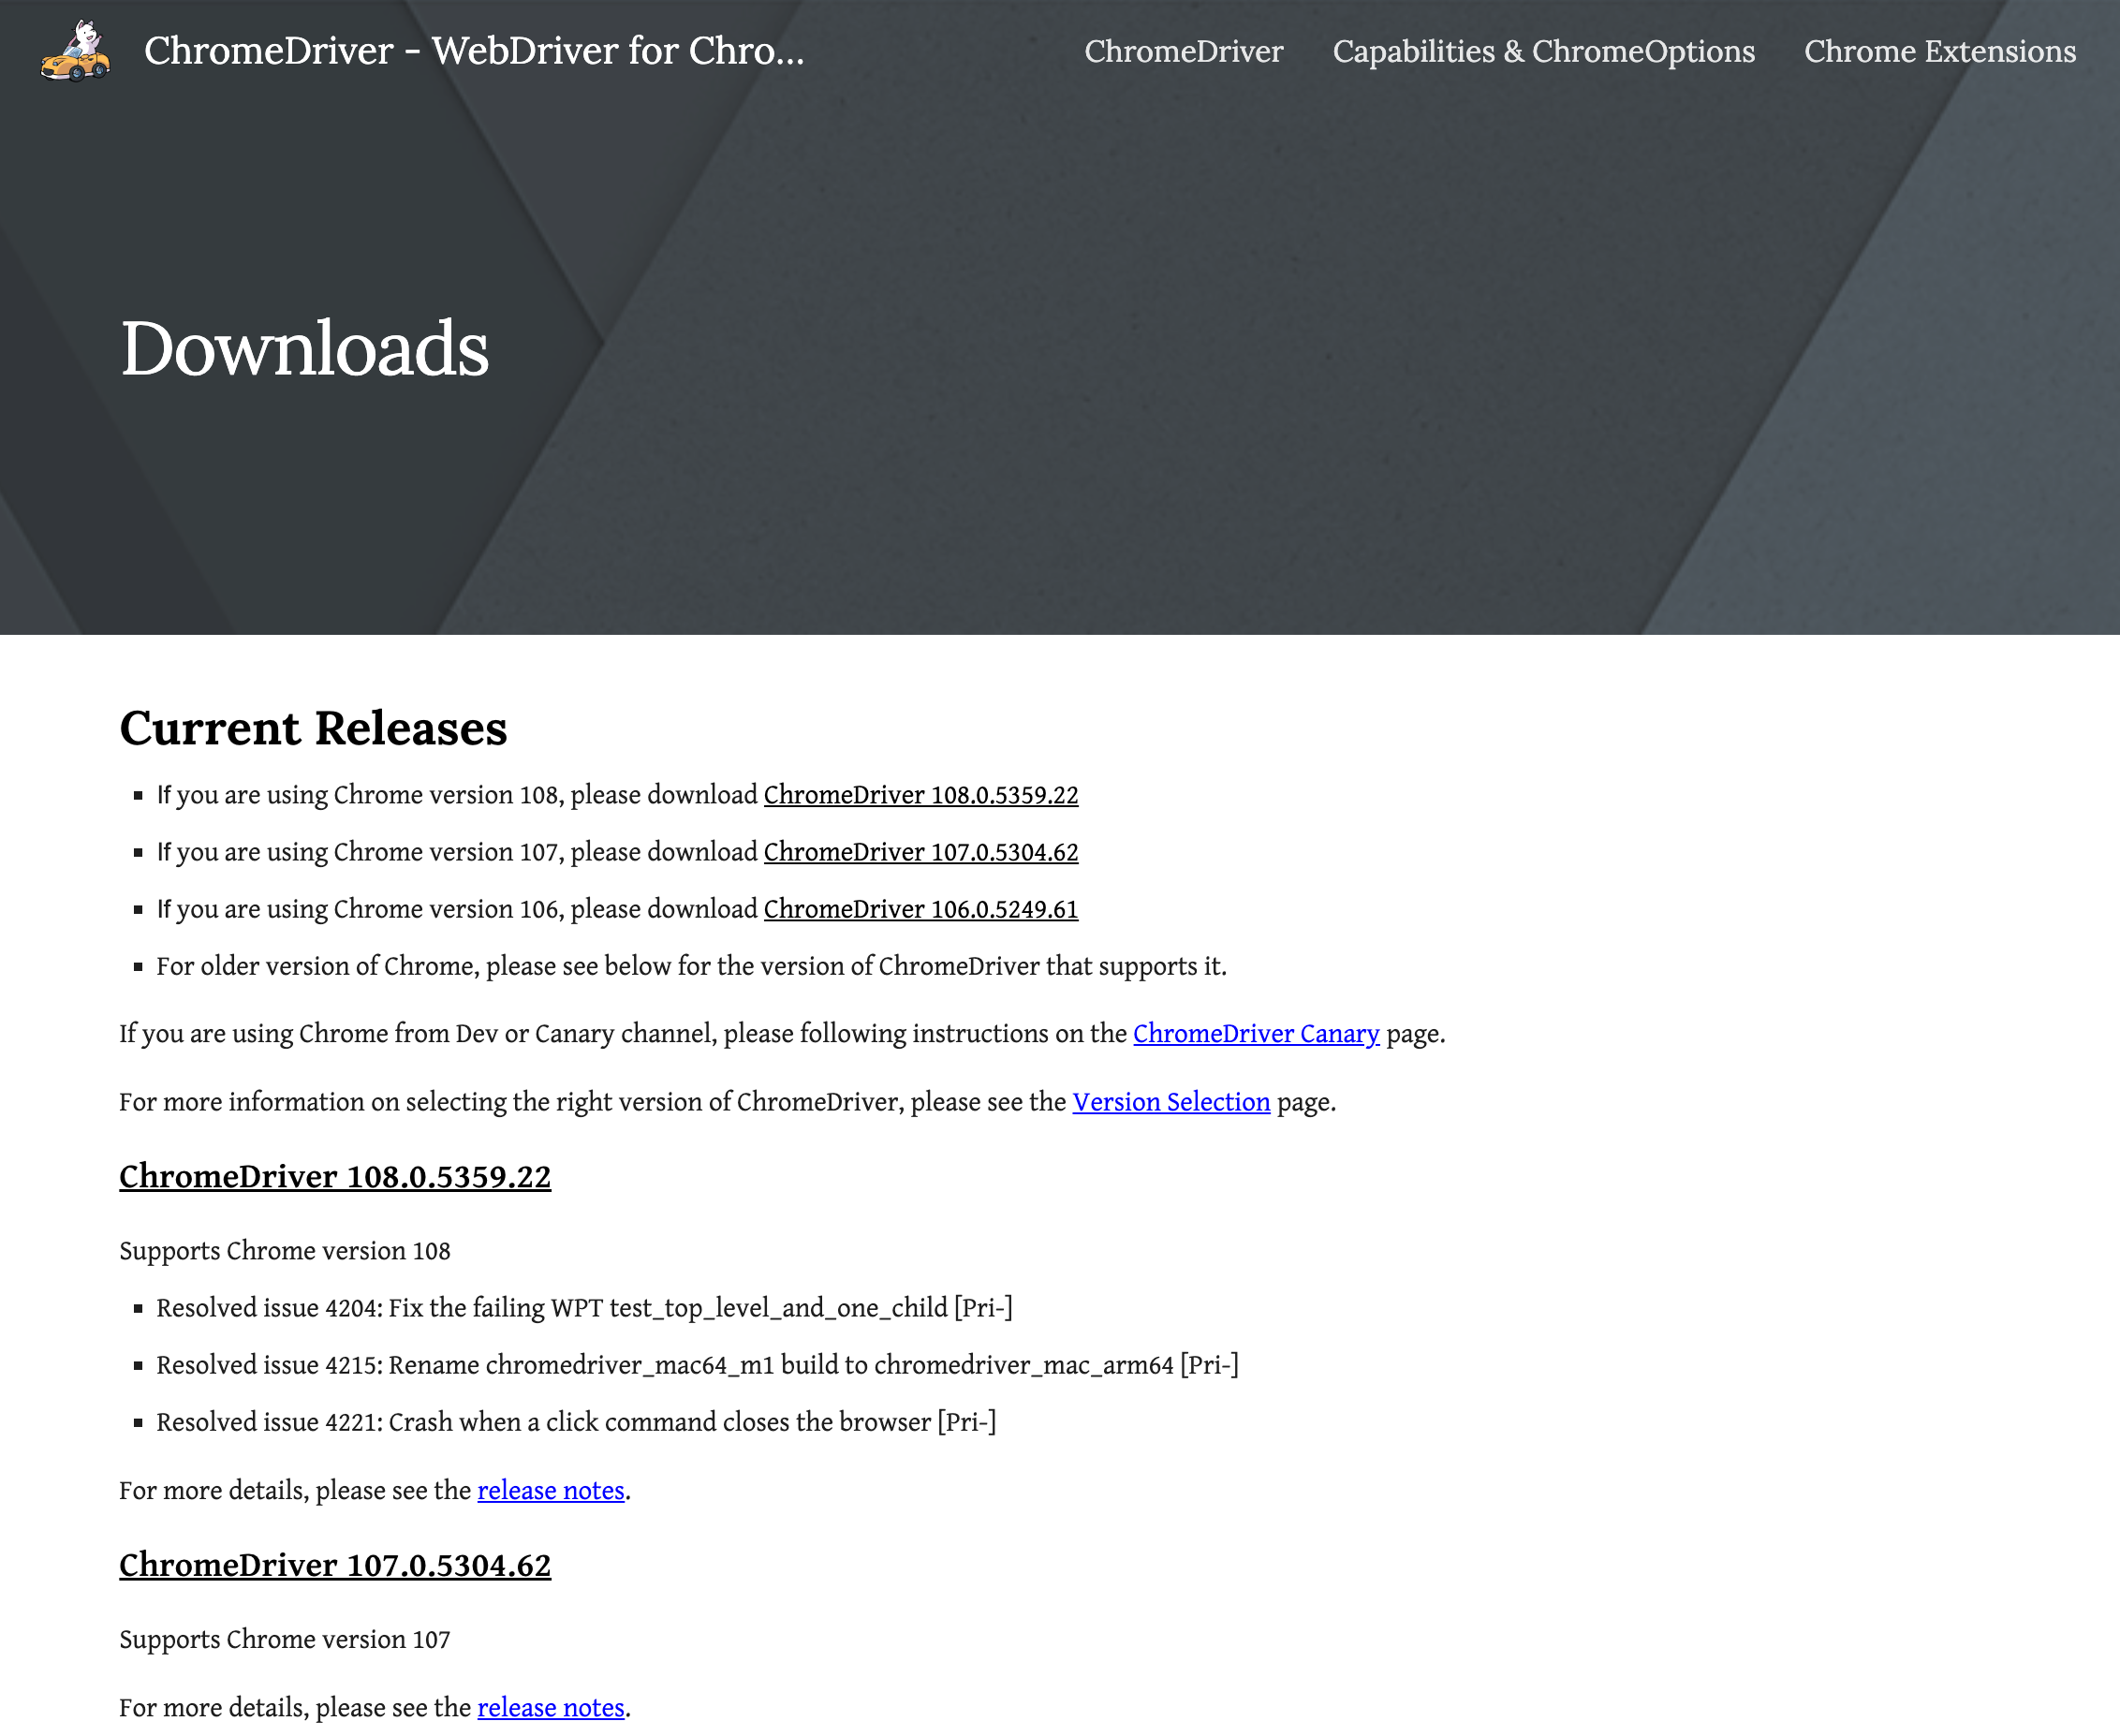 ChromeDriver - WebDriver for Chro...
ChromeDriver
Capabilities & ChromeOptions
Chrome Extensions
Downloads
Current Releases
If you are using Chrome version 108, please download ChromeDriver 108.0.5359.22
If you are using Chrome version 107, please download ChromeDriver 107.0.5304.62
If you are using Chrome version 106, please download ChromeDriver 106.0.5249.61
For older version of Chrome, please see below for the version of ChromeDriver that supports it.
If you are using Chrome from Dev or Canary channel, please following instructions on the ChromeDriver Canary page.
For more information on selecting the right version of ChromeDriver, please see the Version Selection page.
ChromeDriver 108.0.5359.22
Supports Chrome version 108
Resolved issue 4204: Fix the failing WPT test_top_level_and_one_child [Pri-]
Resolved issue 4215: Rename chromedriver_mac64_m1 build to chromedriver_mac_arm64 [Pri-]
Resolved issue 4221: Crash when a click command closes the browser [Pri-]
For more details, please see the release notes.
ChromeDriver 107.0.5304.62
Supports Chrome version 107
For more details, please see the release notes.